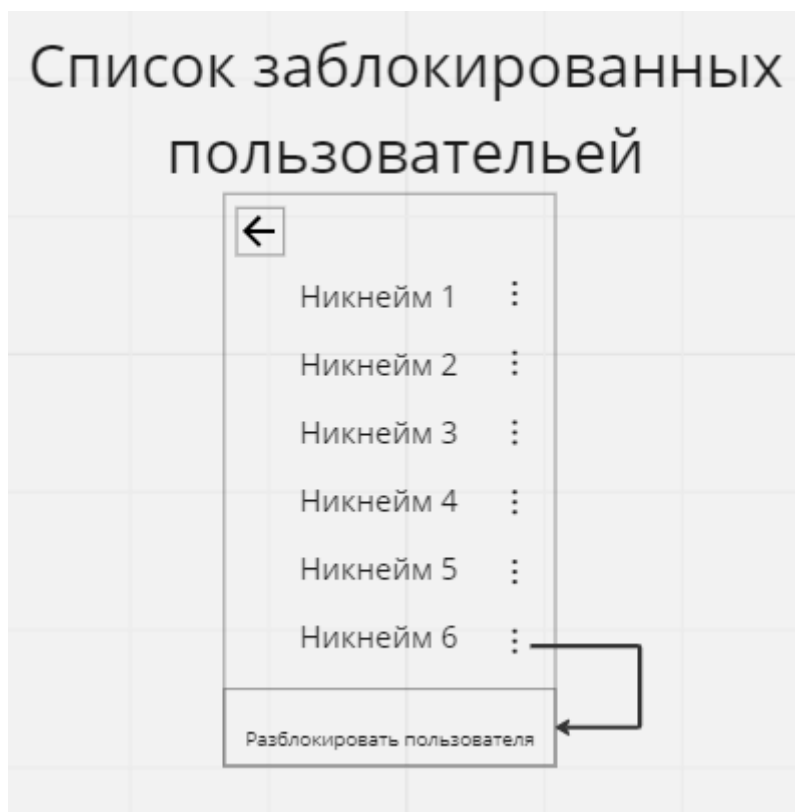 Список заблокированных
пользовательей
Никнейм 1
Никнейм 2
Никнейм 3
Никнейм 4
Никнейм 5
Никнейм 6
Разблокировать пользователя